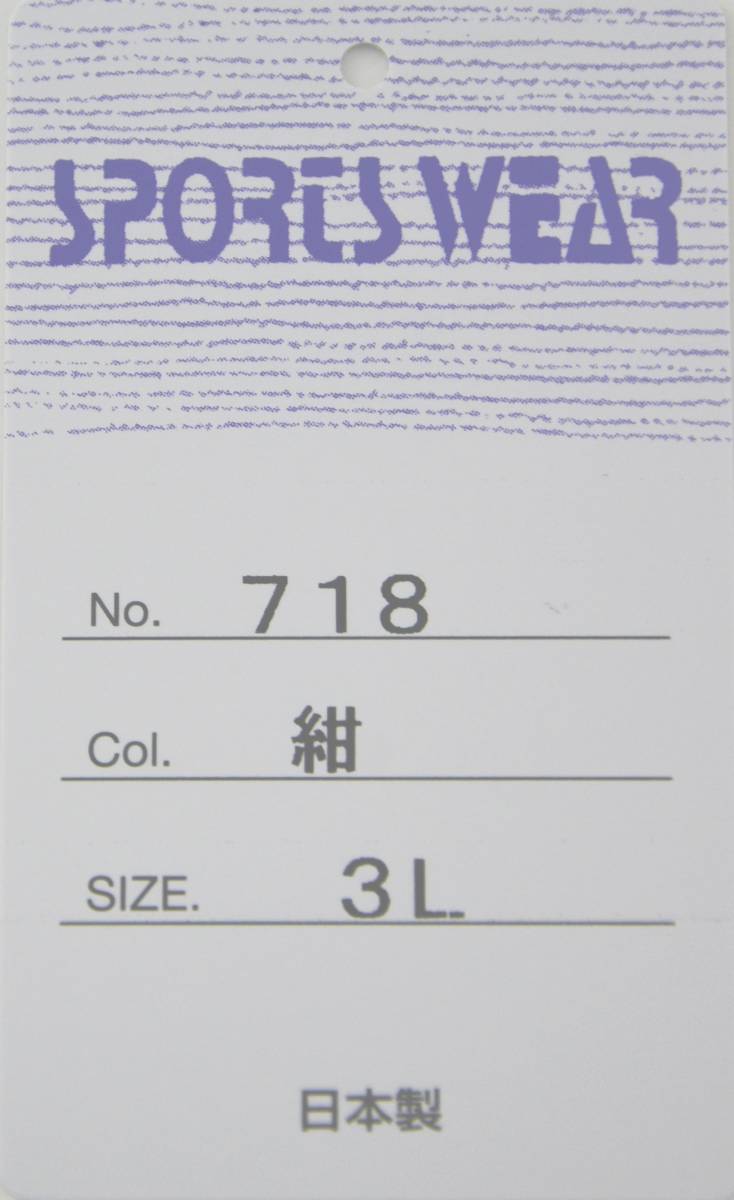 SPORTS WEAR
No. 718
Col. 紺
SIZE. 3L
日本製